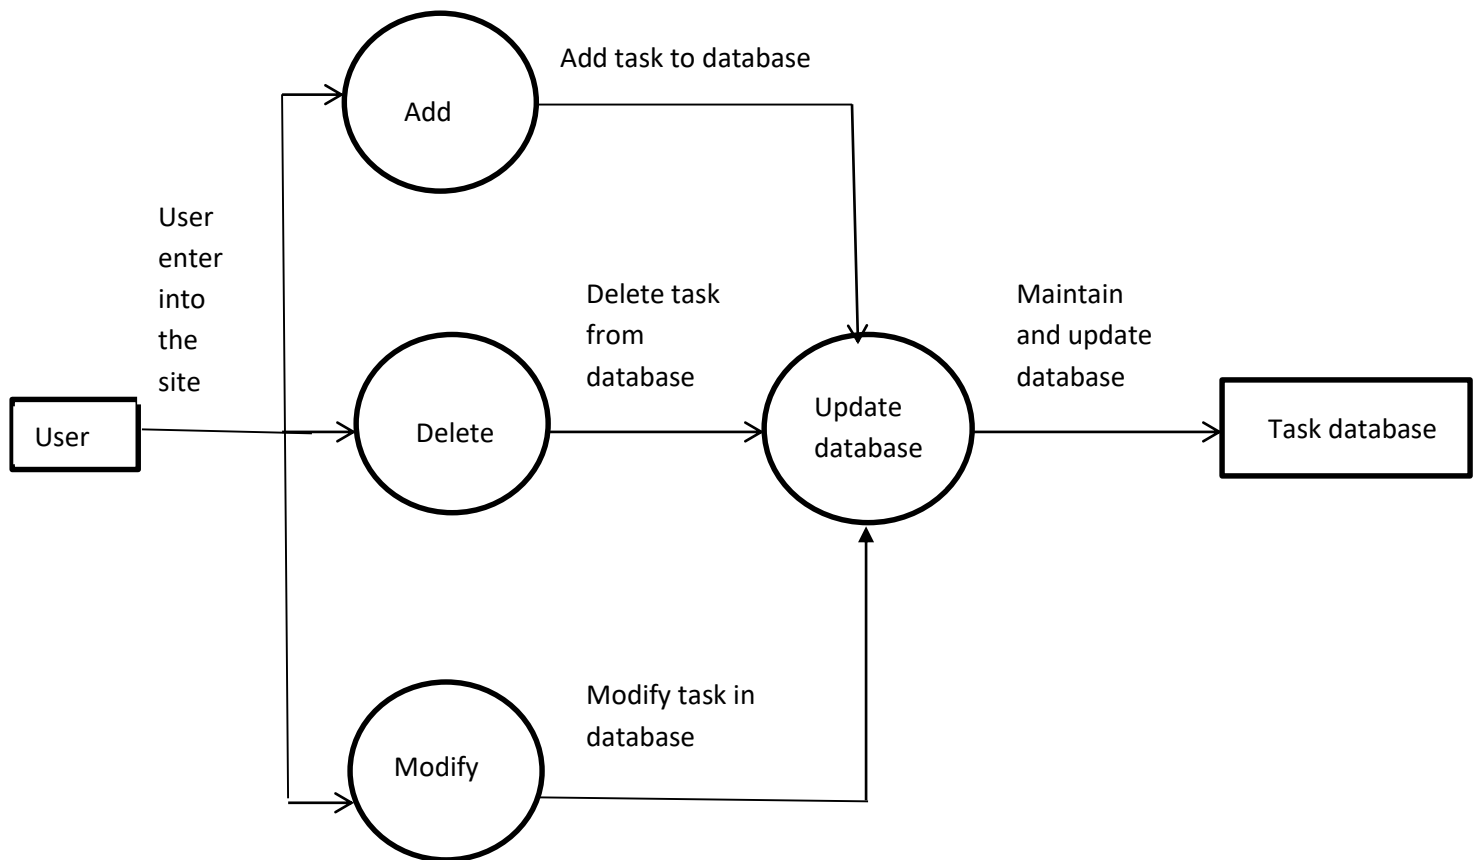 Add task to database
Add
User
enter
into
the
site
Delete task
from
database
Maintain
and update
database
User
Delete
Update
database
Task database
Modify task in
database
Modify